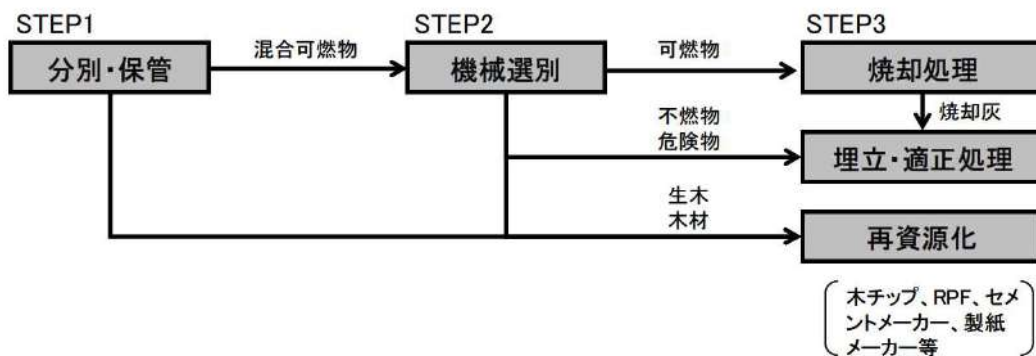 STEP1
STEP2
STEP3
分別・保管
混合可燃物
機械選別
可燃物
焼却処理
焼却灰
不燃物
危険物
埋立・適正処理
生木
木材
再資源化
木チップ、RPF、セメ
ントメーカー、製紙
メーカー等